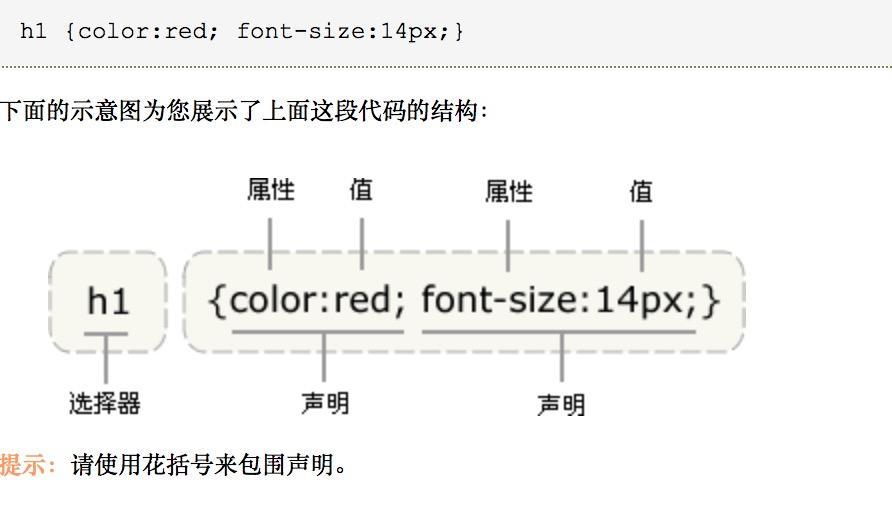 h1 {color:red; font-size:14px;}
下面的示意图为您展示了上面这段代码的结构：
属性 值 属性 值
h1 {color:red; font-size:14px;}
选择器 声明 声明
提示：请使用花括号来包围声明。